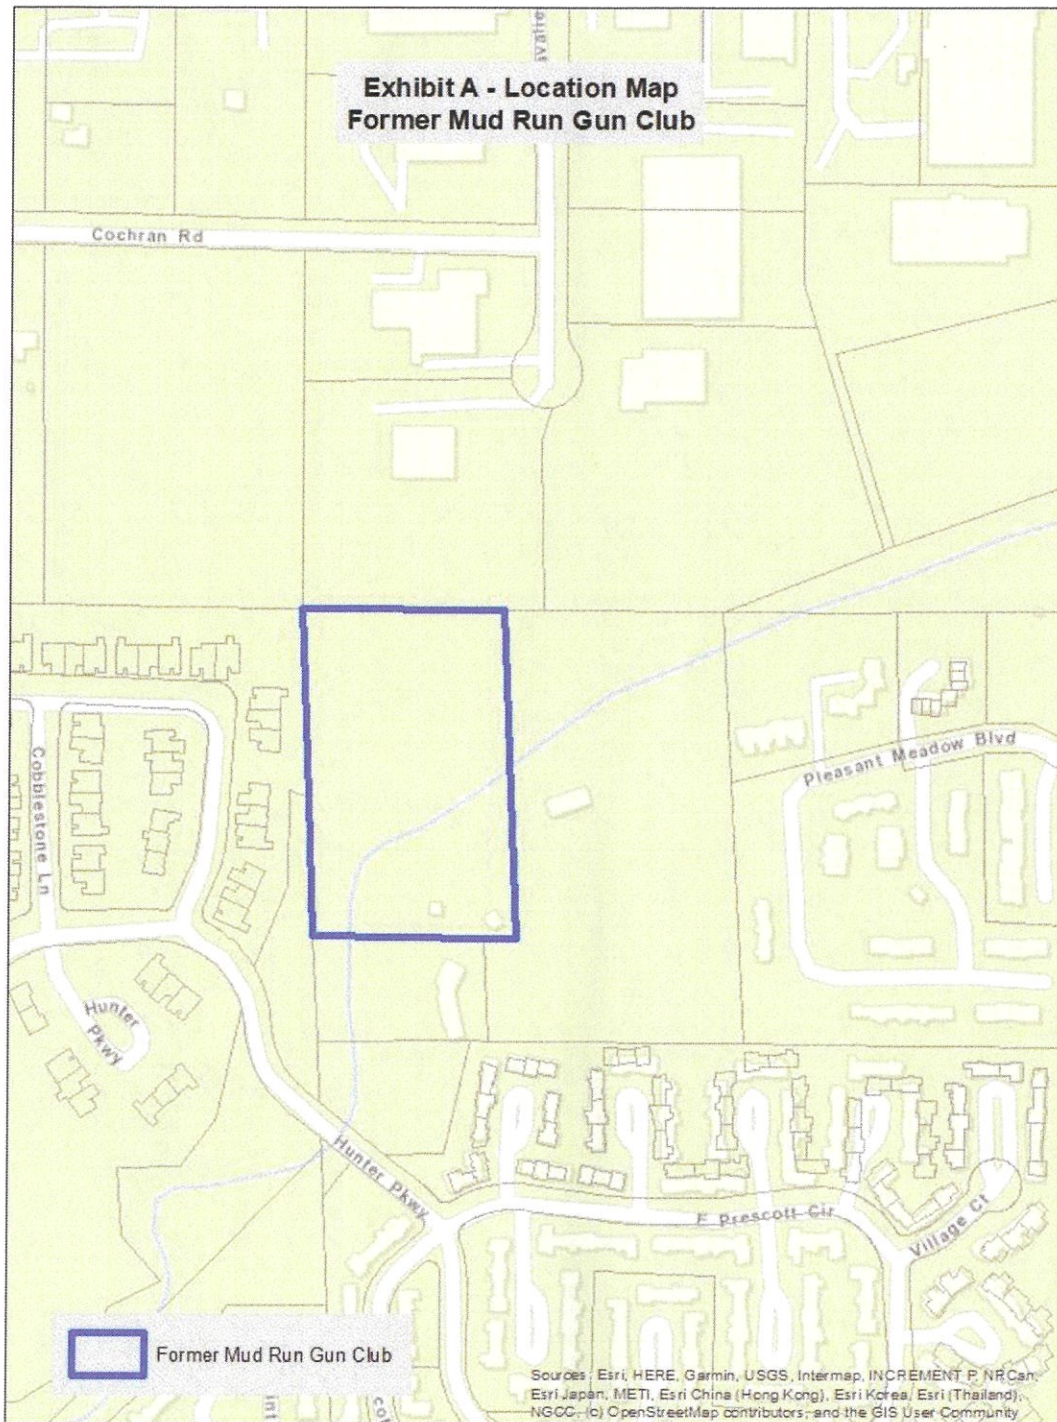 Exhibit A - Location Map
Former Mud Run Gun Club
Cochran Rd
Cobblestone Ln
Pleasant Meadow Blvd
Hunter
Pkwy
Hunter Pkwy
E Prescott Cir
Village Ct
Former Mud Run Gun Club
Sources: Esri, HERE, Garmin, USGS, Intermap, INCREMENT P, NRCan,
Esri Japan, METI, Esri China (Hong Kong), Esri Korea, Esri (Thailand),
NGCC, (c) OpenStreetMap contributors, and the GIS User Community